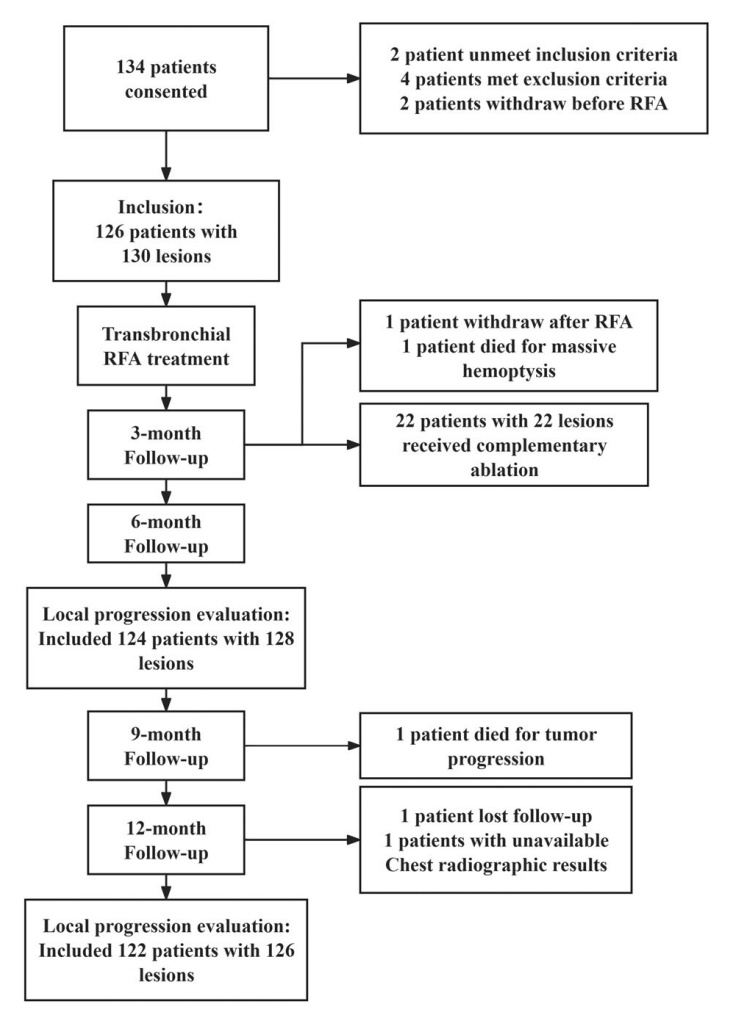 134 patients
consented
2 patient unmeet inclusion criteria
4 patients met exclusion criteria
2 patients withdraw before RFA
Inclusion：
126 patients with
130 lesions
Transbronchial
RFA treatment
1 patient withdraw after RFA
1 patient died for massive
hemoptysis
3-month
Follow-up
22 patients with 22 lesions
received complementary
ablation
6-month
Follow-up
Local progression evaluation:
Included 124 patients with 128
lesions
9-month
Follow-up
1 patient died for tumor
progression
12-month
Follow-up
1 patient lost follow-up
1 patients with unavailable
Chest radiographic results
Local progression evaluation:
Included 122 patients with 126
lesions